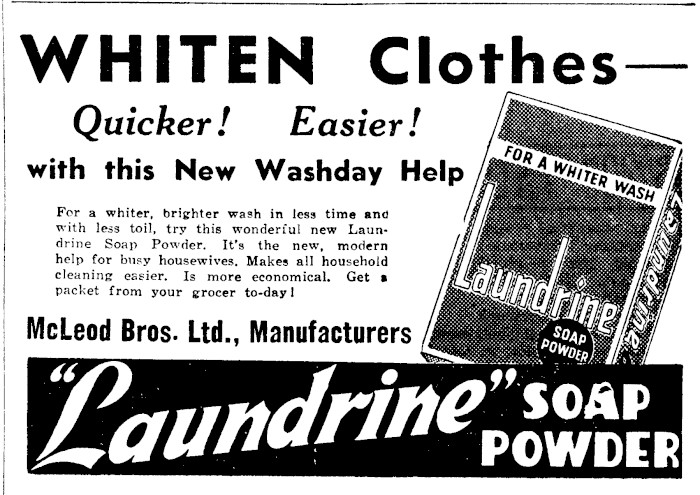 WHITEN Clothes—
Quicker! Easier!
with this New Washday Help
For a whiter, brighter wash in less time and
with less toil, try this wonderful new Laun-
drine Soap Powder. It's the new, modern
help for busy housewives. Makes all household
cleaning easier. Is more economical. Get a
packet from your grocer to-day!
McLeod Bros. Ltd., Manufacturers
FOR A WHITER WASH
Laundrine
SOAP
POWDER
Laundrine
"Laundrine" SOAP
POWDER